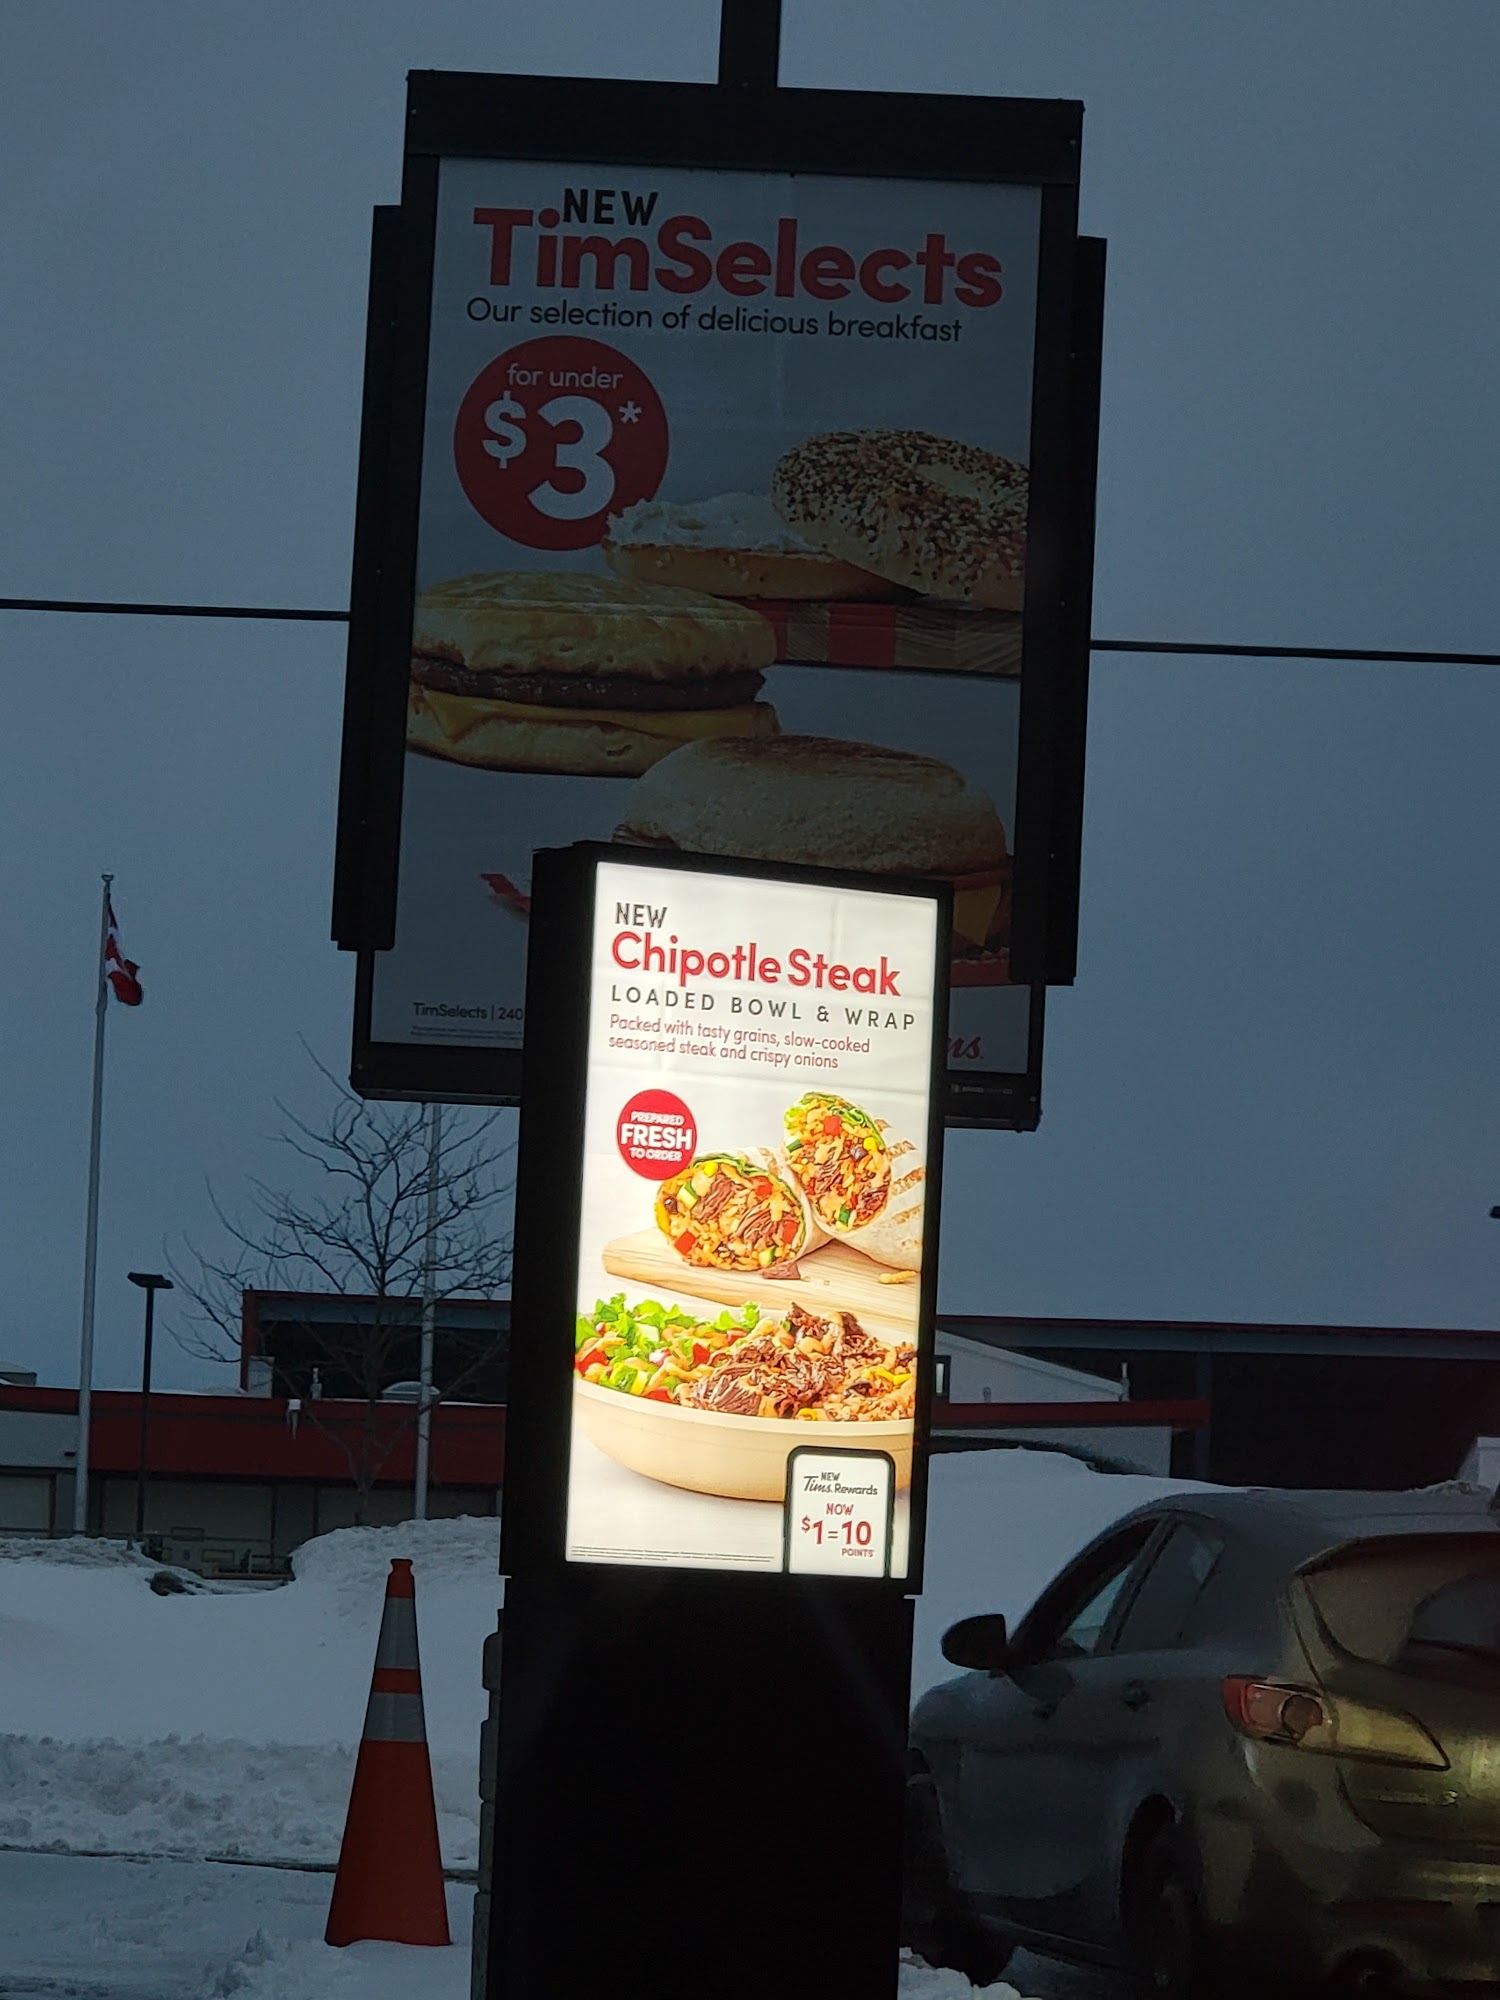 NEW
TimSelects
Our selection of delicious breakfast
for under
$3*
TimSelects | 240
ms.
NEW
Chipotle Steak
LOADED BOWL & WRAP
Packed with tasty grains, slow-cooked
seasoned steak and crispy onions
PREPARED
FRESH
TO ORDER
NEW
Tims. Rewards
NOW
$1=10
POINTS